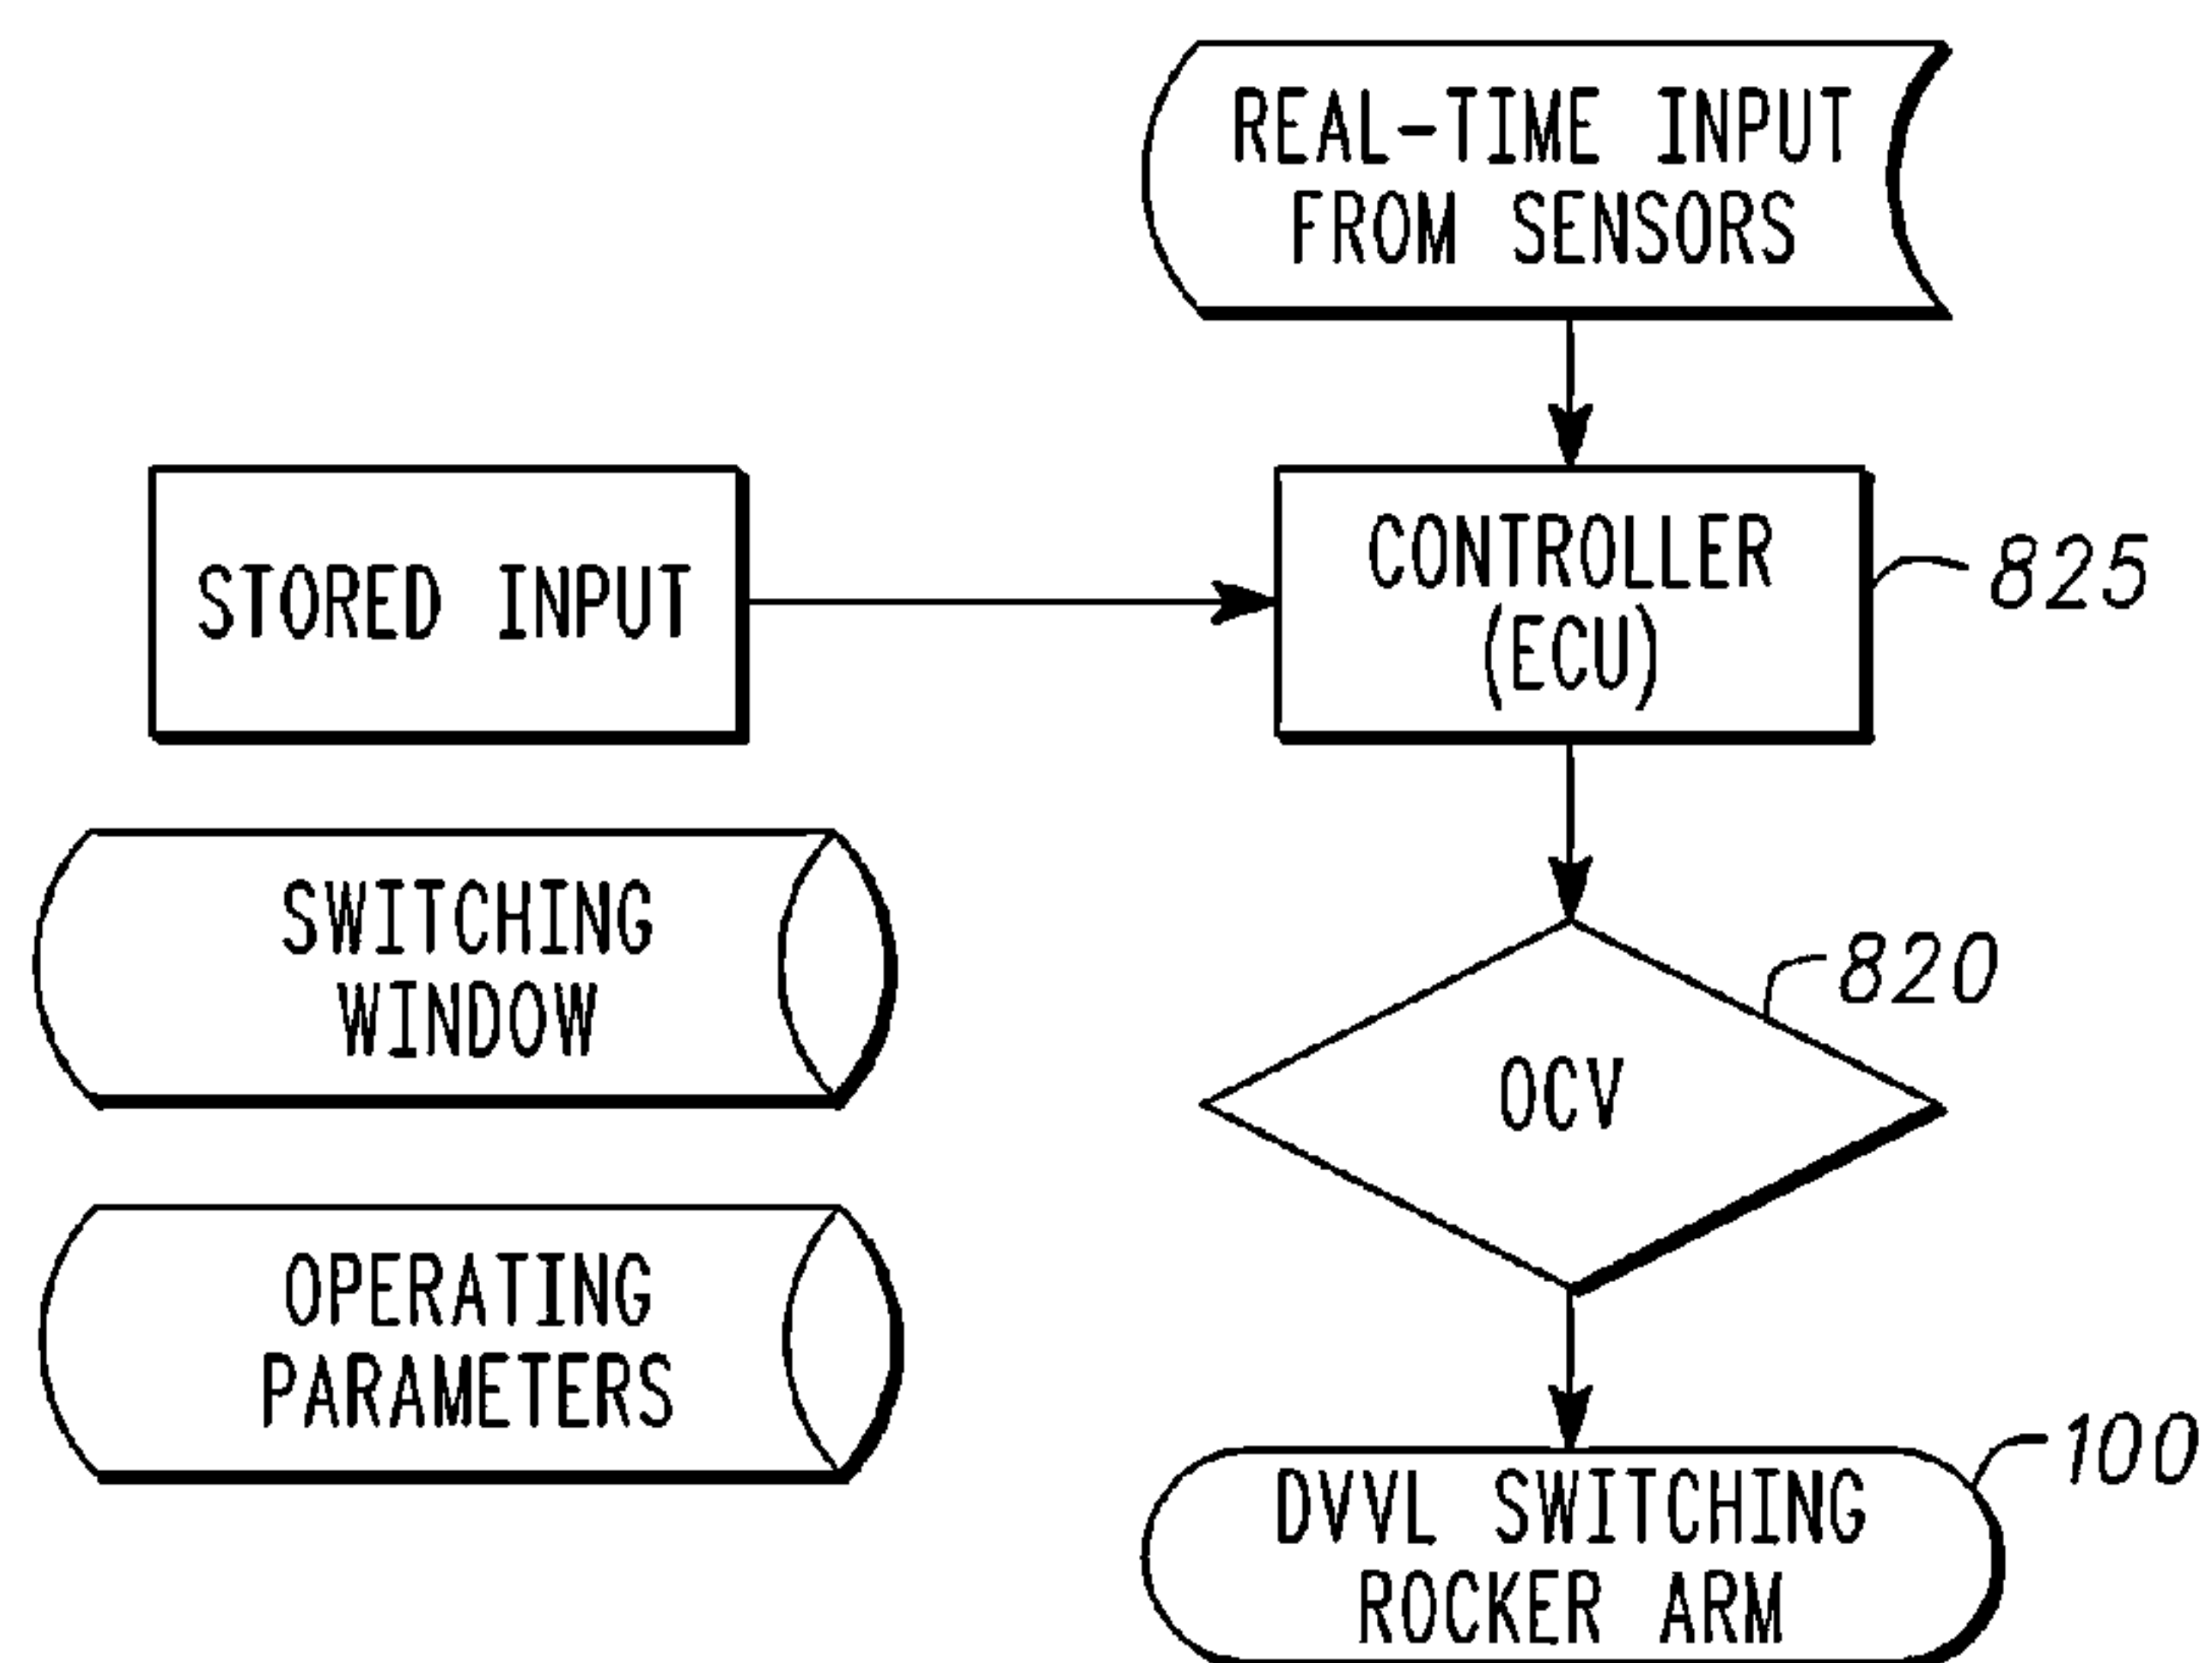 REAL-TIME INPUT
FROM SENSORS
STORED INPUT
CONTROLLER
(ECU)
825
SWITCHING
WINDOW
820
OCV
OPERATING
PARAMETERS
100
DVVL SWITCHING
ROCKER ARM